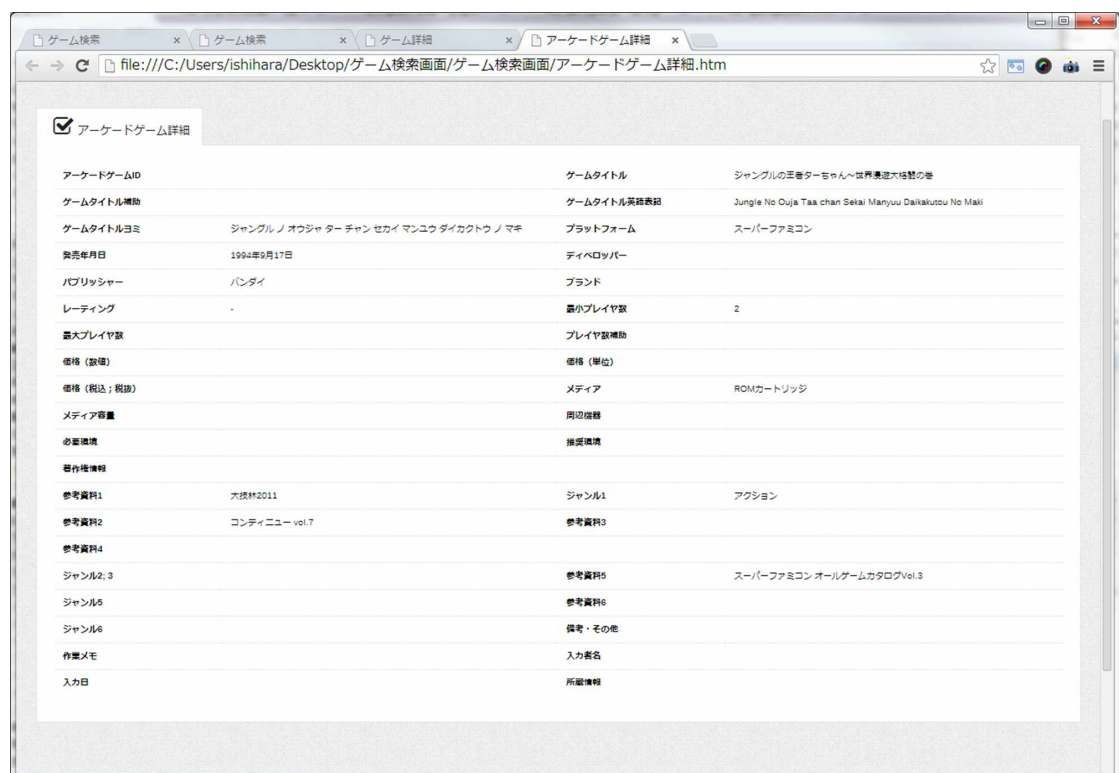 ゲーム検索 ゲーム検索 ゲーム詳細 アーケードゲーム詳細
file:///C:/Users/ishihara/Desktop/ゲーム検索画面/ゲーム検索画面/アーケードゲーム詳細.htm
アーケードゲーム詳細
アーケードゲームID ゲームタイトル ジャングルの王者ターちゃん～世界漫遊大格闘の巻
ゲームタイトル補助 ゲームタイトル英語表記 Jungle No Ouja Taa chan Sekai Manyuu Daikakutou No Maki
ゲームタイトルヨミ ジャングル ノ オウジャ ター チャン セカイ マンユウ ダイカクトウ ノ マキ プラットフォーム スーパーファミコン
発売年月日 1994年9月17日 ディベロッパー
パブリッシャー バンダイ ブランド
レーティング - 最小プレイヤ数 2
最大プレイヤ数 プレイヤ数補助
価格（数値） 価格（単位）
価格（税込；税抜） メディア ROMカートリッジ
メディア容量 周辺機器
必要環境 推奨環境
著作権情報
参考資料1 大技林2011 ジャンル1 アクション
参考資料2 コンティニュー vol.7 参考資料3
参考資料4
ジャンル2; 3 参考資料5 スーパーファミコン オールゲームカタログVol.3
ジャンル5 参考資料6
ジャンル6 備考・その他
作業メモ 入力者名
入力日 所蔵情報